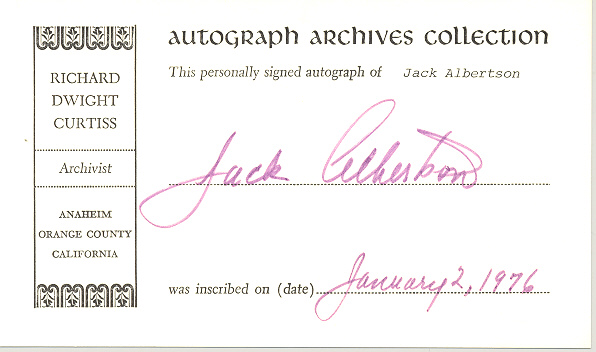 AUTOGRAPH ARCHIVES COLLECTION
This personally signed autograph of Jack Albertson
Jack Albertson
was inscribed on (date) January 2, 1976
RICHARD
DWIGHT
CURTISS
Archivist
ANAHEIM
ORANGE COUNTY
CALIFORNIA